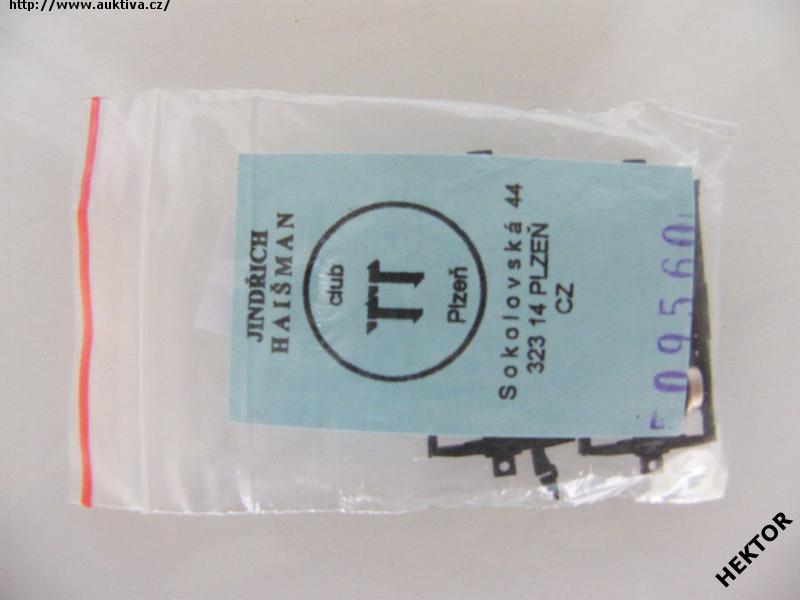 http://www.auktiva.cz/
JINDŘICH
HAIŠMAN
club
TT
Plzeň
Sokolovská 44
323 14 PLZEŇ
CZ
09560
HEKTOR